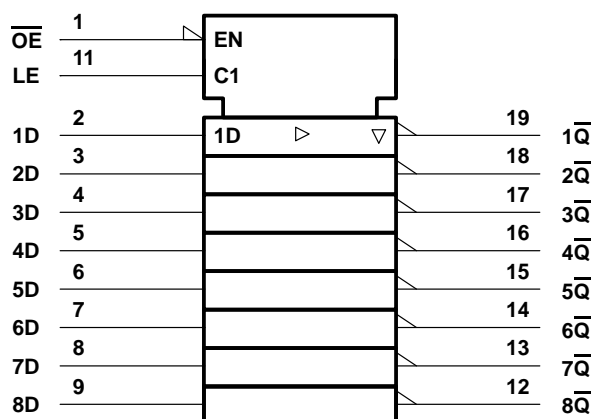 1
O̅E̅ EN
11
LE C1
2 19
1D 1D 1Q̅
3 18
2D 2Q̅
4 17
3D 3Q̅
5 16
4D 4Q̅
6 15
5D 5Q̅
7 14
6D 6Q̅
8 13
7D 7Q̅
9 12
8D 8Q̅